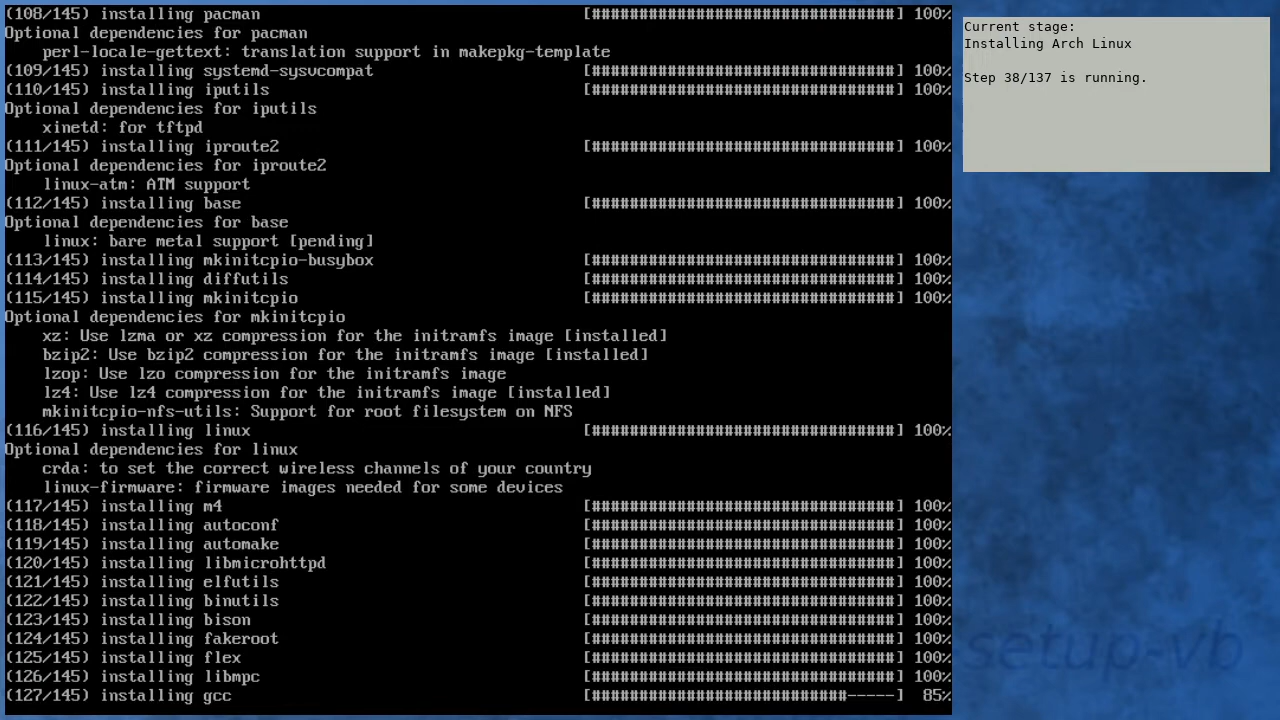 (108/145) installing pacman [################################] 100%
Optional dependencies for pacman
    perl-locale-gettext: translation support in makepkg-template
(109/145) installing systemd-sysvcompat [################################] 100%
(110/145) installing iputils [################################] 100%
Optional dependencies for iputils
    xinetd: for tftpd
(111/145) installing iproute2 [################################] 100%
Optional dependencies for iproute2
    linux-atm: ATM support
(112/145) installing base [################################] 100%
Optional dependencies for base
    linux: bare metal support [pending]
(113/145) installing mkinitcpio-busybox [################################] 100%
(114/145) installing diffutils [################################] 100%
(115/145) installing mkinitcpio [################################] 100%
Optional dependencies for mkinitcpio
    xz: Use lzma or xz compression for the initramfs image [installed]
    bzip2: Use bzip2 compression for the initramfs image [installed]
    lzop: Use lzo compression for the initramfs image
    lz4: Use lz4 compression for the initramfs image [installed]
    mkinitcpio-nfs-utils: Support for root filesystem on NFS
(116/145) installing linux [################################] 100%
Optional dependencies for linux
    crda: to set the correct wireless channels of your country
    linux-firmware: firmware images needed for some devices
(117/145) installing m4 [################################] 100%
(118/145) installing autoconf [################################] 100%
(119/145) installing automake [################################] 100%
(120/145) installing libmicrohttpd [################################] 100%
(121/145) installing elfutils [################################] 100%
(122/145) installing binutils [################################] 100%
(123/145) installing bison [################################] 100%
(124/145) installing fakeroot [################################] 100%
(125/145) installing flex [################################] 100%
(126/145) installing libmpc [################################] 100%
(127/145) installing gcc [###########################-----] 85%
Current stage:
Installing Arch Linux
Step 38/137 is running.
setup-vb